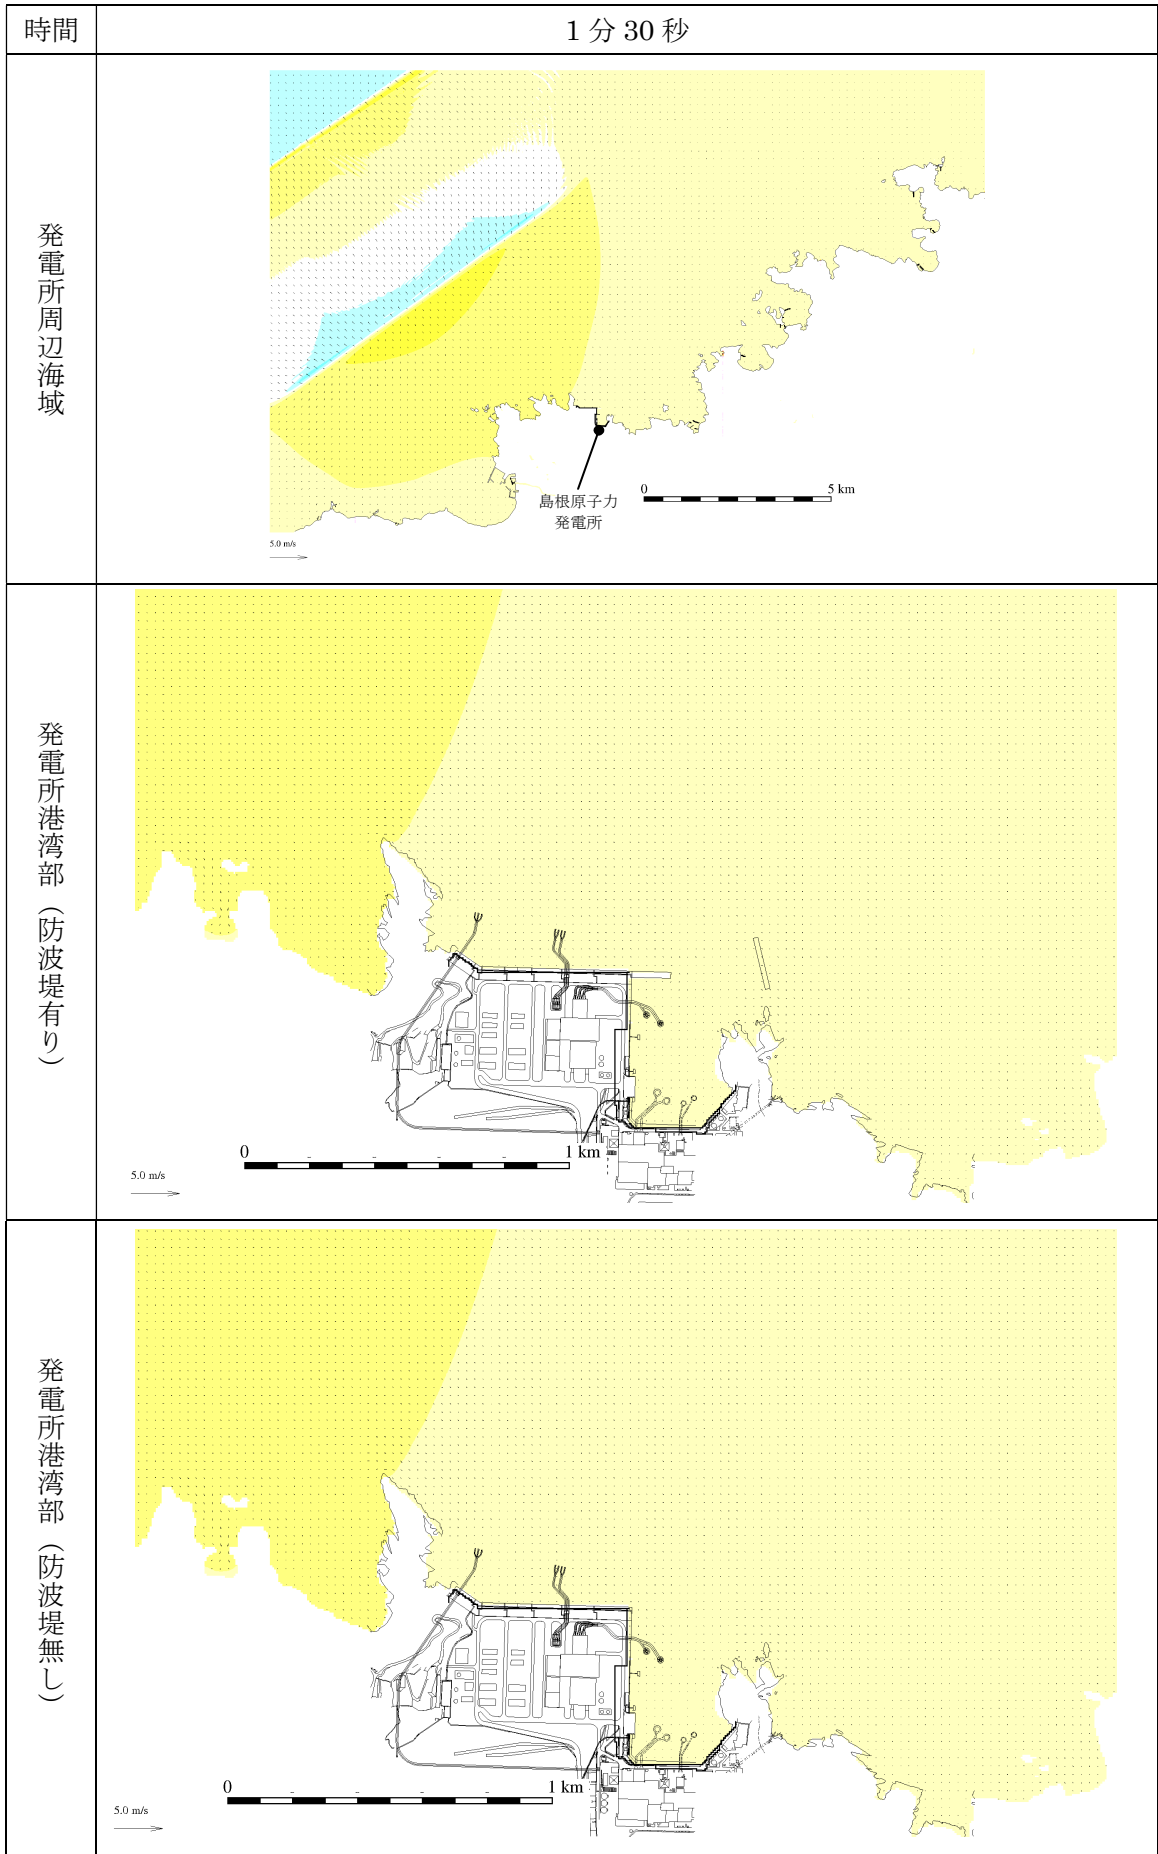 時間
1 分 30 秒
発電所周辺海域
島根原子力
発電所
0
5 km
5.0 m/s
発電所港湾部（防波堤有り）
0
1 km
5.0 m/s
発電所港湾部（防波堤無し）
0
1 km
5.0 m/s